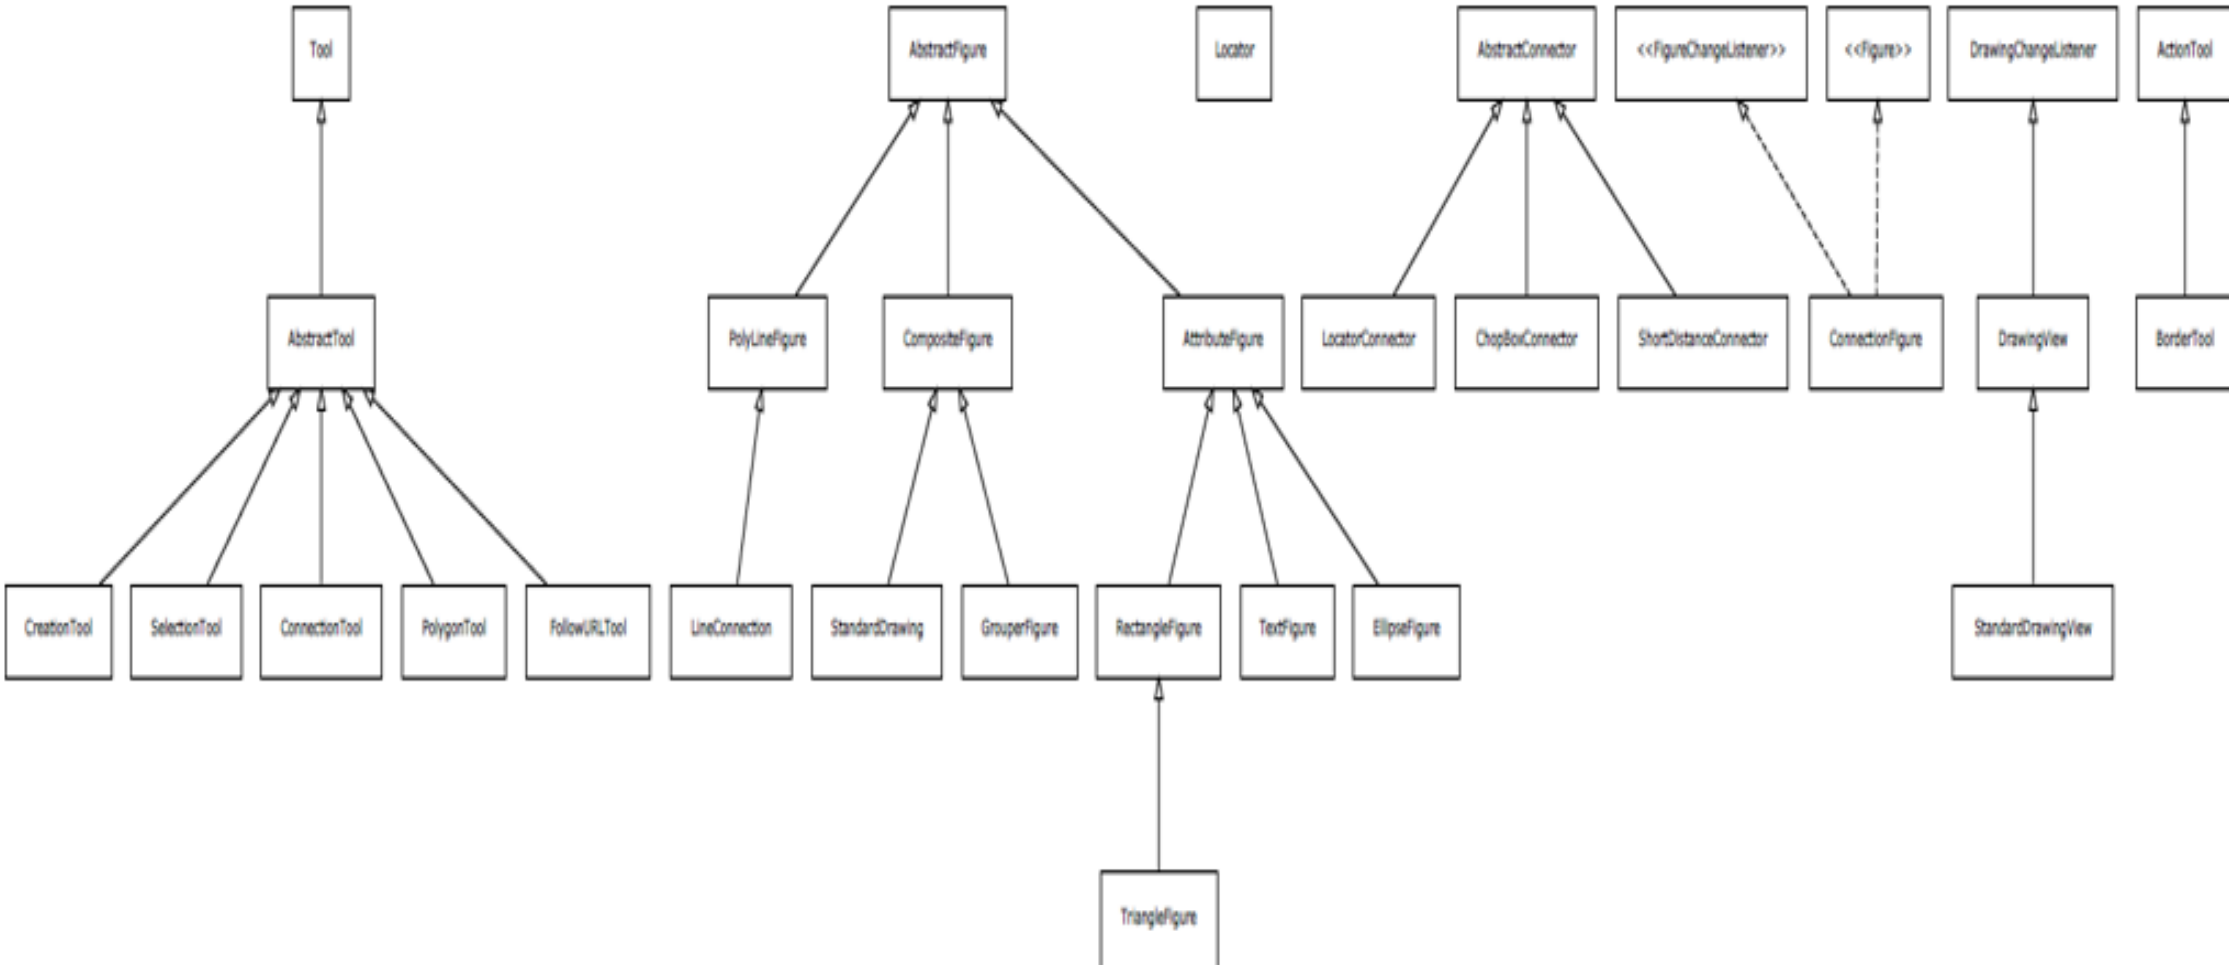 Tool
AbstractFigure
Locator
AbstractConnector
<<FigureChangeListener>>
<<Figure>>
DrawingChangeListener
ActionTool
AbstractTool
PolyLineFigure
CompositeFigure
AttributeFigure
LocatorConnector
ChopBoxConnector
ShortDistanceConnector
ConnectionFigure
DrawingView
BorderTool
CreationTool
SelectionTool
ConnectionTool
PolygonTool
FollowURLTool
LineConnection
StandardDrawing
GrouperFigure
RectangleFigure
TextFigure
EllipseFigure
StandardDrawingView
TriangleFigure